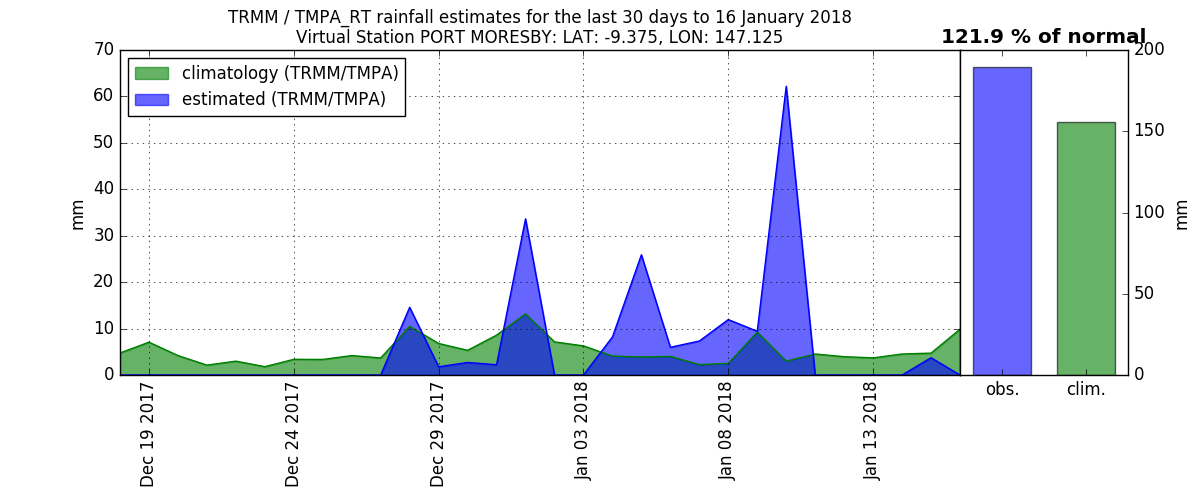 TRMM / TMPA_RT rainfall estimates for the last 30 days to 16 January 2018
Virtual Station PORT MORESBY: LAT: -9.375, LON: 147.125
121.9 % of normal
climatology (TRMM/TMPA)
estimated (TRMM/TMPA)
70
60
50
40
30
20
10
0
mm
Dec 19 2017
Dec 24 2017
Dec 29 2017
Jan 03 2018
Jan 08 2018
Jan 13 2018
obs.
clim.
200
150
100
50
0
mm